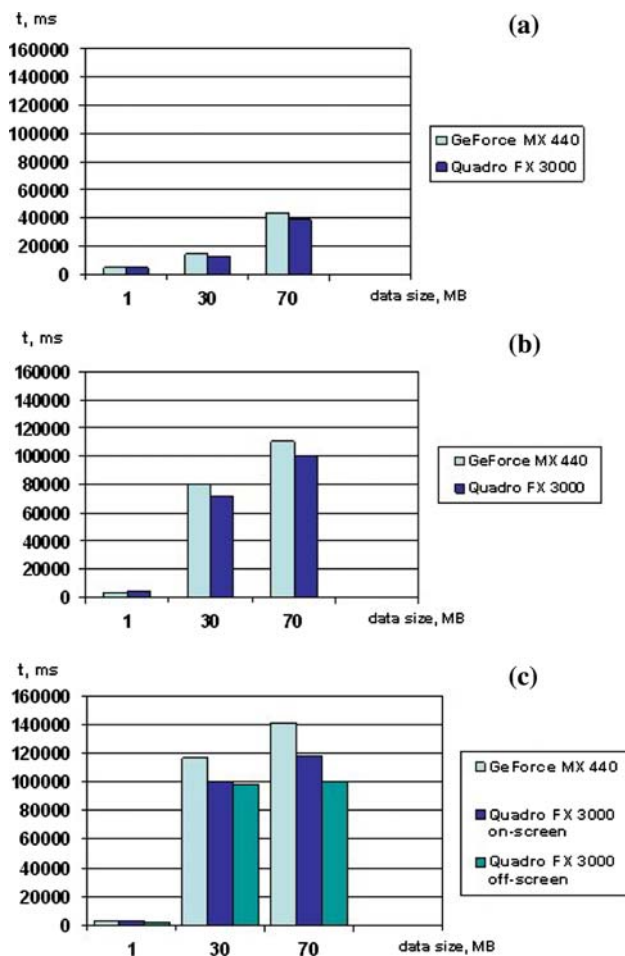 t, ms
(a)
160000
140000
120000
100000
80000
60000
40000
20000
0
1
30
70
data size, MB
GeForce MX 440
Quadro FX 3000
t, ms
(b)
160000
140000
120000
100000
80000
60000
40000
20000
0
1
30
70
data size, MB
GeForce MX 440
Quadro FX 3000
t, ms
(c)
160000
140000
120000
100000
80000
60000
40000
20000
0
1
30
70
data size, MB
GeForce MX 440
Quadro FX 3000
on-screen
Quadro FX 3000
off-screen